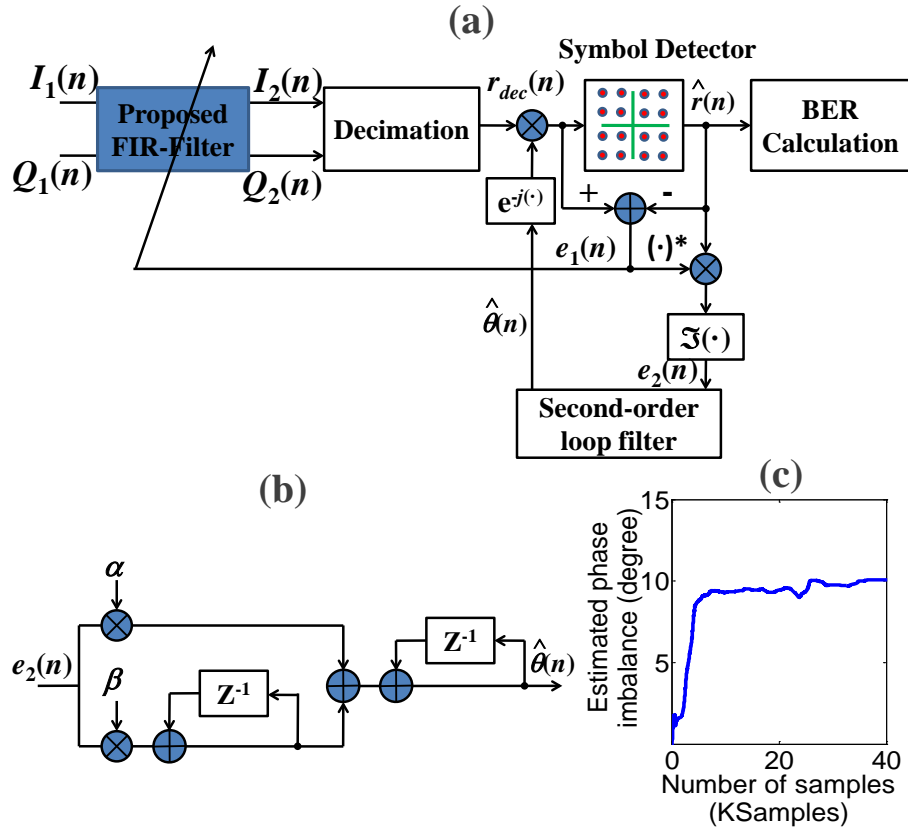 (a)
Symbol Detector
I₁(n)
I₂(n)
r_dec(n)
r̂(n)
Proposed
FIR-Filter
Decimation
BER
Calculation
Q₁(n)
Q₂(n)
e^-j(·)
+
-
e₁(n)
(·)*
θ̂(n)
ℑ(·)
e₂(n)
Second-order
loop filter
(b)
α
Z⁻¹
e₂(n)
β
Z⁻¹
θ̂(n)
(c)
Estimated phase
imbalance (degree)
15
10
5
0
20
40
Number of samples
(KSamples)